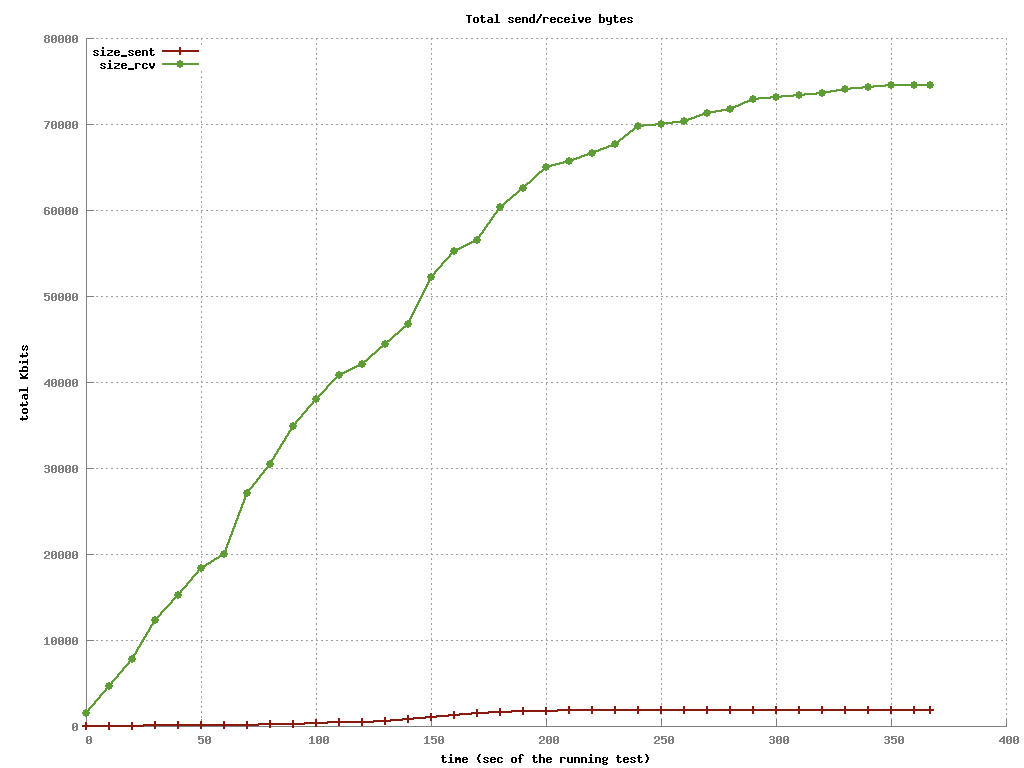 Total send/receive bytes
80000
size_sent
size_rcv
70000
60000
50000
40000
30000
20000
10000
0
total Kbits
0 50 100 150 200 250 300 350 400
time (sec of the running test)